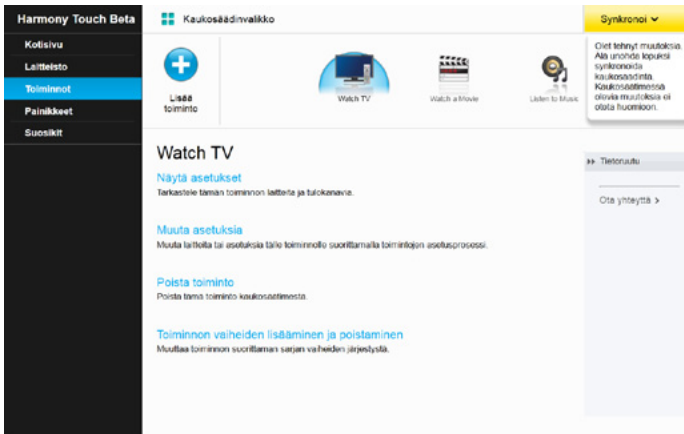 Harmony Touch Beta
Kaukosäädinvalikko
Synkronoi
Kotisivu
Laitteisto
Toiminnot
Painikkeet
Suosikit
Lisää
toiminto
Watch TV
Watch a Movie
Listen to Music
Olet tehnyt muutoksia.
Älä unohda lopuksi
synkronoida
kaukosäädintä.
Kaukosäätimessä
olevia muutoksia ei
oteta huomioon.
Watch TV
Näytä asetukset
Tarkastele tämän toiminnon laitteita ja tulokanavia.
Muuta asetuksia
Muuta laitteita tai asetuksia tälle toiminnolle suorittamalla toimintojen asetusprosessi.
Poista toiminto
Poista tämä toiminto kaukosäätimestä.
Toiminnon vaiheiden lisääminen ja poistaminen
Muuttaa toiminnon suorittaman sarjan vaiheiden järjestystä.
Tietoruutu
Ota yhteyttä >